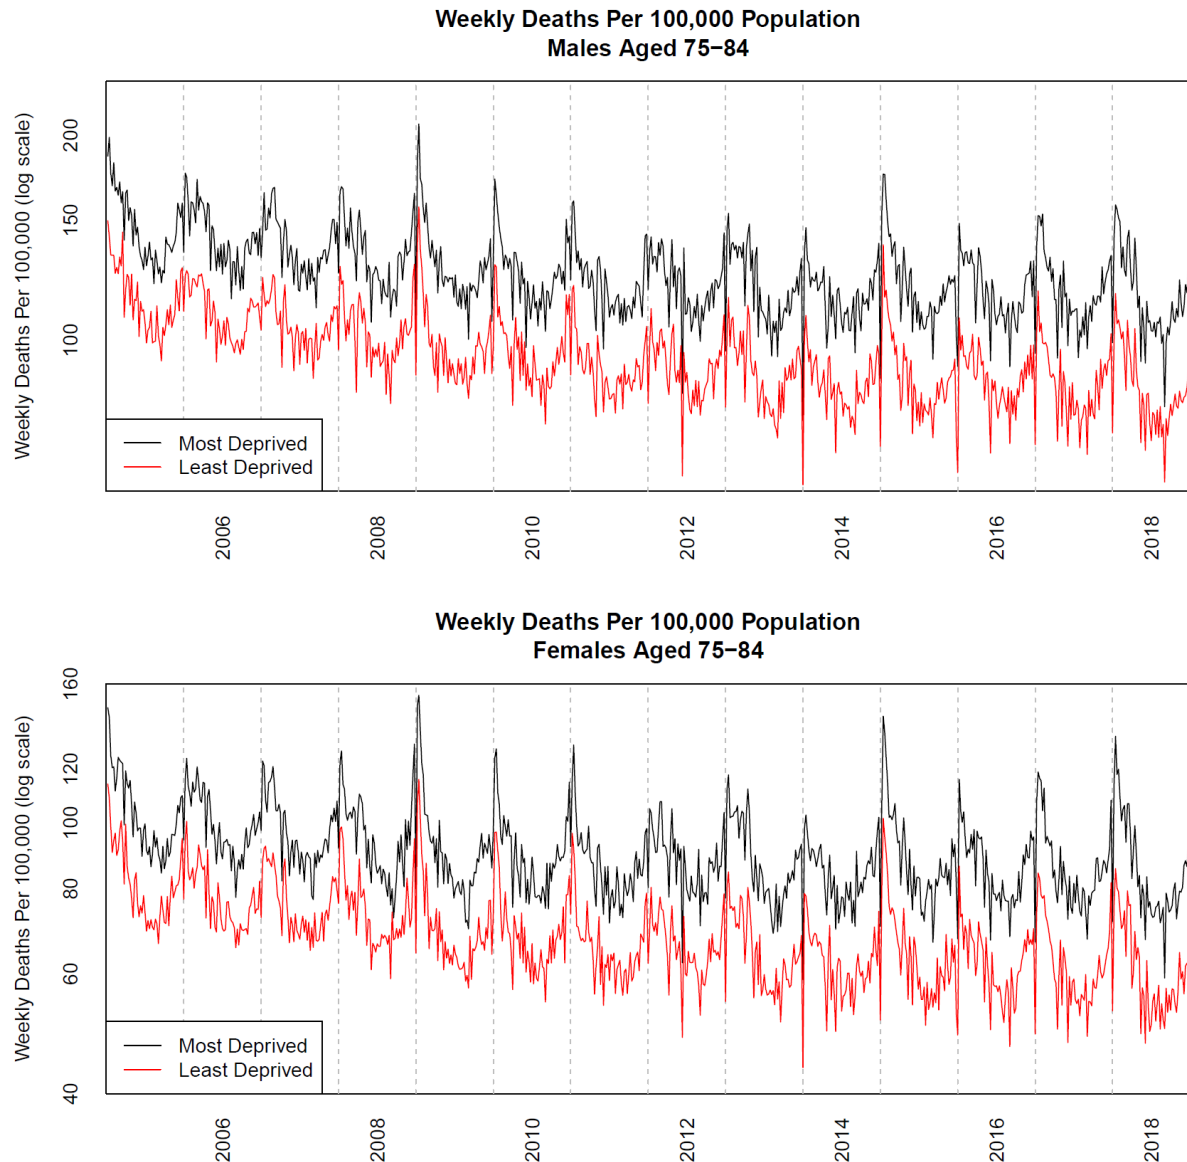 Weekly Deaths Per 100,000 Population
Males Aged 75−84
Weekly Deaths Per 100,000 (log scale)
200
150
100
Most Deprived
Least Deprived
2006
2008
2010
2012
2014
2016
2018
Weekly Deaths Per 100,000 Population
Females Aged 75−84
Weekly Deaths Per 100,000 (log scale)
160
120
100
80
60
40
Most Deprived
Least Deprived
2006
2008
2010
2012
2014
2016
2018